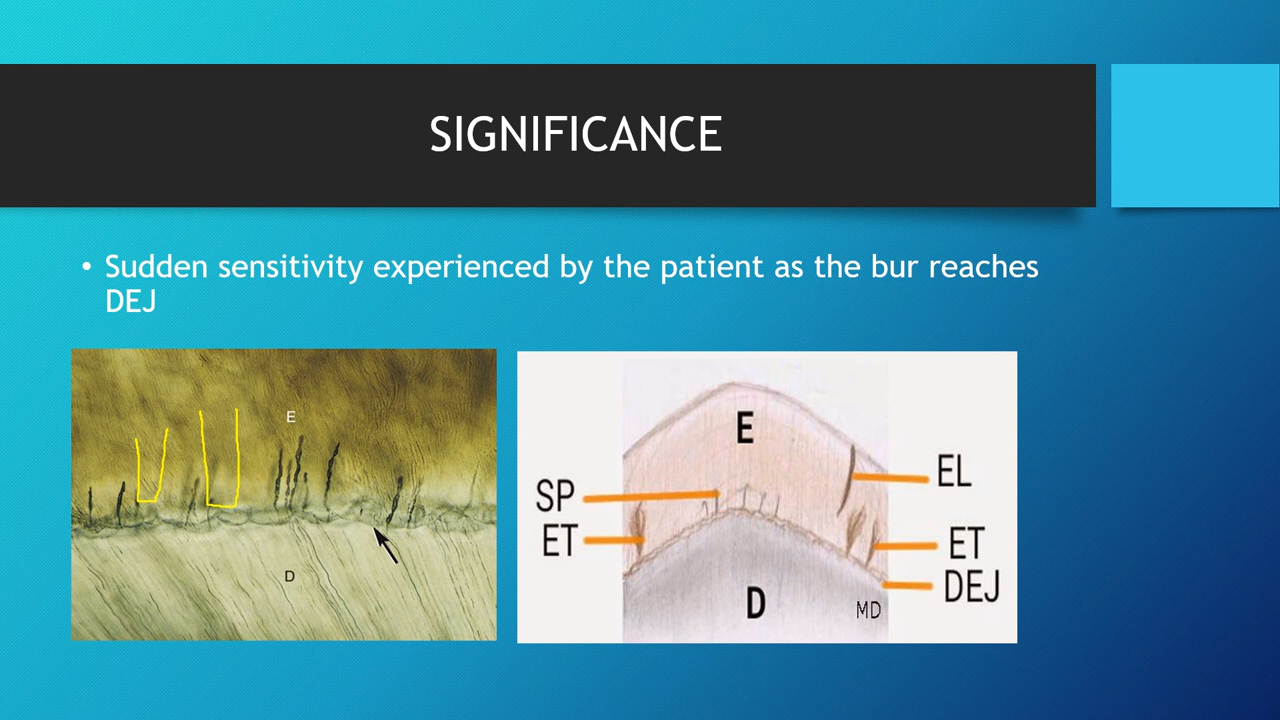 SIGNIFICANCE
• Sudden sensitivity experienced by the patient as the bur reaches
DEJ
E
D
E
SP
ET
EL
ET
DEJ
D
MD